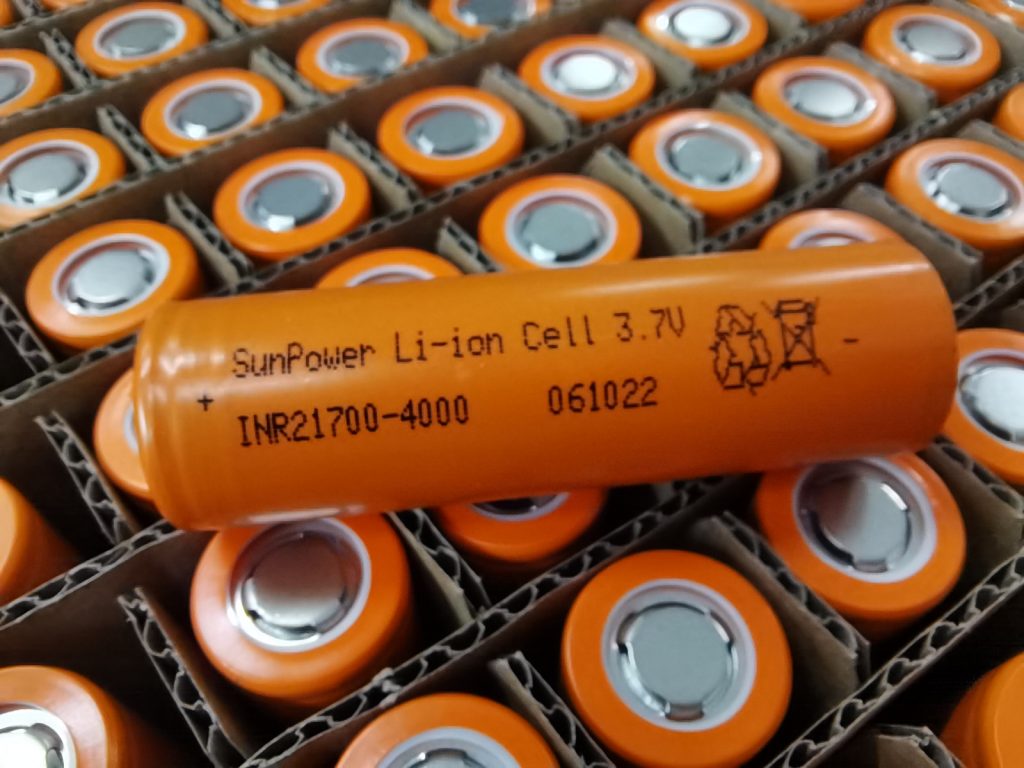 SunPower Li-ion Cell 3.7V
+ -
INR21700-4000 061022